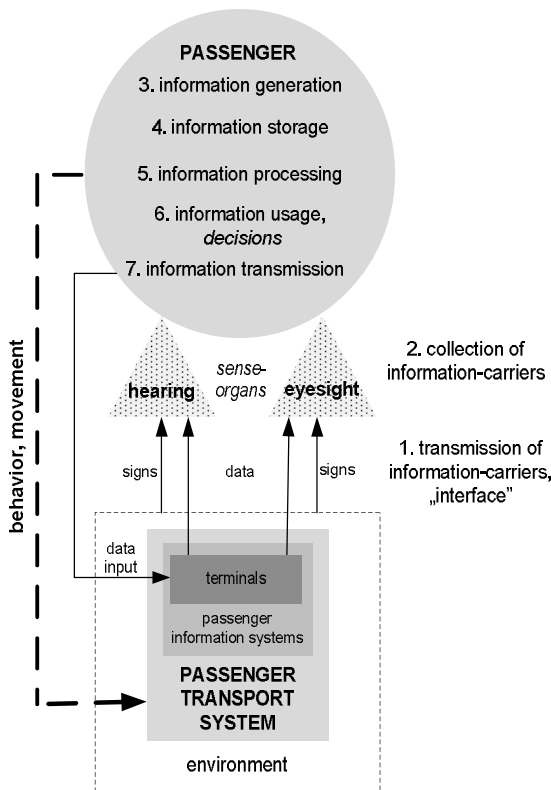 PASSENGER
3. information generation
4. information storage
5. information processing
6. information usage,
decisions
7. information transmission
behavior, movement
hearing
sense-
organs
eyesight
2. collection of
information-carriers
signs
data
signs
1. transmission of
information-carriers,
„interface”
data
input
terminals
passenger
information systems
PASSENGER
TRANSPORT
SYSTEM
environment